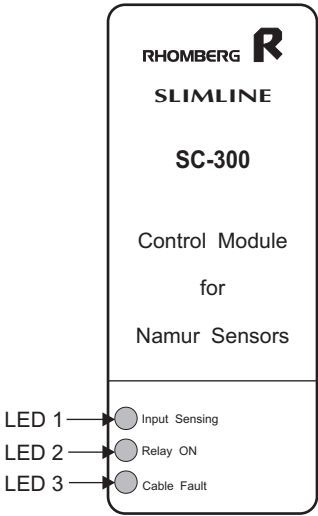 RHOMBERG R
SLIMLINE
SC-300
Control Module
for
Namur Sensors
LED 1 Input Sensing
LED 2 Relay ON
LED 3 Cable Fault